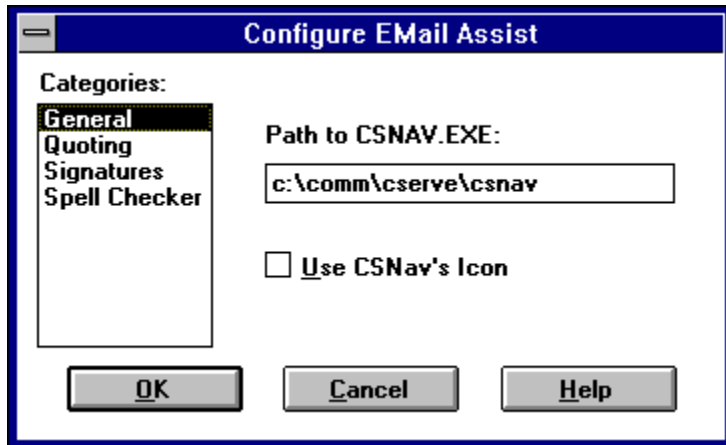 Configure EMail Assist
Categories:
General
Quoting
Signatures
Spell Checker
Path to CSNAV.EXE:
c:\comm\cserve\csnav
Use CSNav's Icon
OK
Cancel
Help